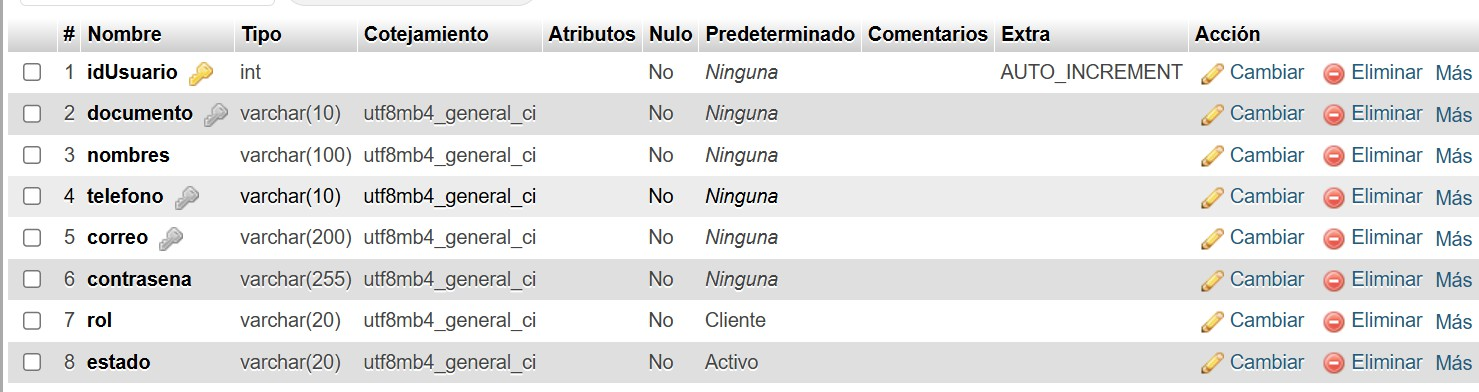 # Nombre Tipo Cotejamiento Atributos Nulo Predeterminado Comentarios Extra Acción
1 idUsuario int No Ninguna AUTO_INCREMENT Cambiar Eliminar Más
2 documento varchar(10) utf8mb4_general_ci No Ninguna Cambiar Eliminar Más
3 nombres varchar(100) utf8mb4_general_ci No Ninguna Cambiar Eliminar Más
4 telefono varchar(10) utf8mb4_general_ci No Ninguna Cambiar Eliminar Más
5 correo varchar(200) utf8mb4_general_ci No Ninguna Cambiar Eliminar Más
6 contrasena varchar(255) utf8mb4_general_ci No Ninguna Cambiar Eliminar Más
7 rol varchar(20) utf8mb4_general_ci No Cliente Cambiar Eliminar Más
8 estado varchar(20) utf8mb4_general_ci No Activo Cambiar Eliminar Más